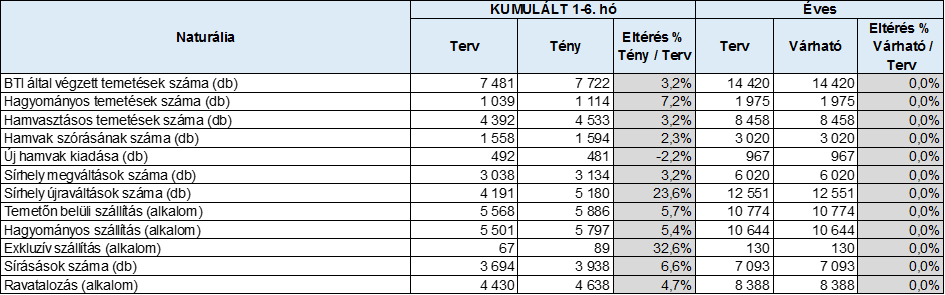 Naturália KUMULÁLT 1-6. hó Éves
Terv Tény Eltérés % Tény / Terv Terv Várható Eltérés % Várható / Terv
BTI által végzett temetések száma (db) 7 481 7 722 3,2% 14 420 14 420 0,0%
Hagyományos temetések száma (db) 1 039 1 114 7,2% 1 975 1 975 0,0%
Hamvasztásos temetések száma (db) 4 392 4 533 3,2% 8 458 8 458 0,0%
Hamvak szórásának száma (db) 1 558 1 594 2,3% 3 020 3 020 0,0%
Új hamvak kiadása (db) 492 481 -2,2% 967 967 0,0%
Sírhely megváltások száma (db) 3 038 3 134 3,2% 6 020 6 020 0,0%
Sírhely újraváltások száma (db) 4 191 5 180 23,6% 12 551 12 551 0,0%
Temetőn belüli szállítás (alkalom) 5 568 5 886 5,7% 10 774 10 774 0,0%
Hagyományos szállítás (alkalom) 5 501 5 797 5,4% 10 644 10 644 0,0%
Exkluzív szállítás (alkalom) 67 89 32,6% 130 130 0,0%
Sírásások száma (db) 3 694 3 938 6,6% 7 093 7 093 0,0%
Ravatalozás (alkalom) 4 430 4 638 4,7% 8 388 8 388 0,0%